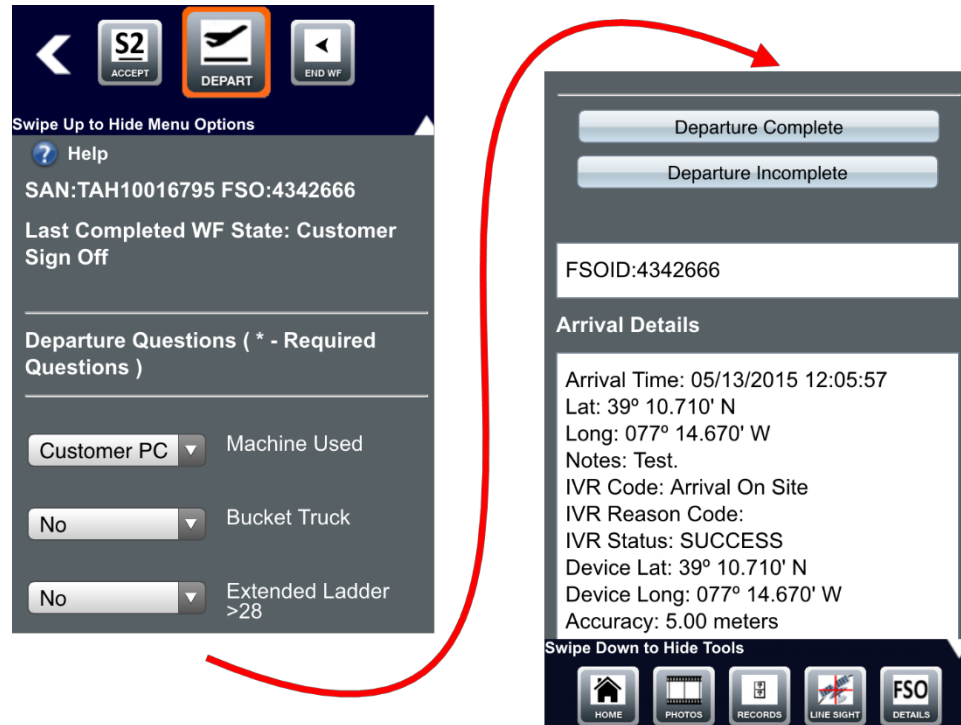 S2
ACCEPT
DEPART
END WF
Swipe Up to Hide Menu Options
? Help
SAN:TAH10016795 FSO:4342666
Last Completed WF State: Customer
Sign Off
Departure Questions ( * - Required
Questions )
Customer PC Machine Used
No Bucket Truck
No Extended Ladder
>28
Departure Complete
Departure Incomplete
FSOID:4342666
Arrival Details
Arrival Time: 05/13/2015 12:05:57
Lat: 39º 10.710' N
Long: 077º 14.670' W
Notes: Test.
IVR Code: Arrival On Site
IVR Reason Code:
IVR Status: SUCCESS
Device Lat: 39º 10.710' N
Device Long: 077º 14.670' W
Accuracy: 5.00 meters
Swipe Down to Hide Tools
HOME
PHOTOS
RECORDS
LINE SIGHT
FSO
DETAILS